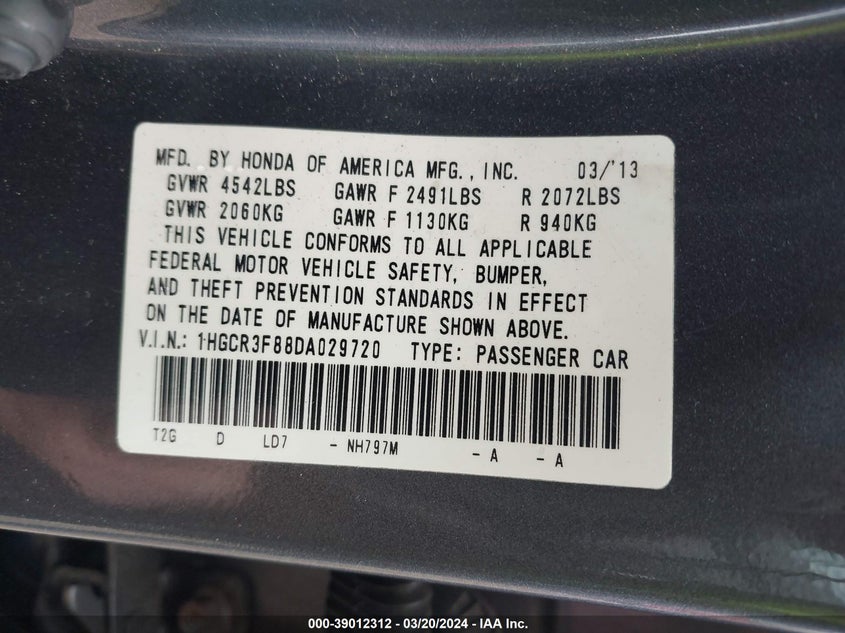 MFD. BY HONDA OF AMERICA MFG., INC. 03/'13
GVWR 4542LBS GAWR F 2491LBS R 2072LBS
GVWR 2060KG GAWR F 1130KG R 940KG
THIS VEHICLE CONFORMS TO ALL APPLICABLE
FEDERAL MOTOR VEHICLE SAFETY, BUMPER,
AND THEFT PREVENTION STANDARDS IN EFFECT
ON THE DATE OF MANUFACTURE SHOWN ABOVE.
V.I.N.: 1HGCR3F88DA029720 TYPE: PASSENGER CAR
T2G D LD7 - NH797M - A - A
000-39012312 - 03/20/2024 - IAA Inc.